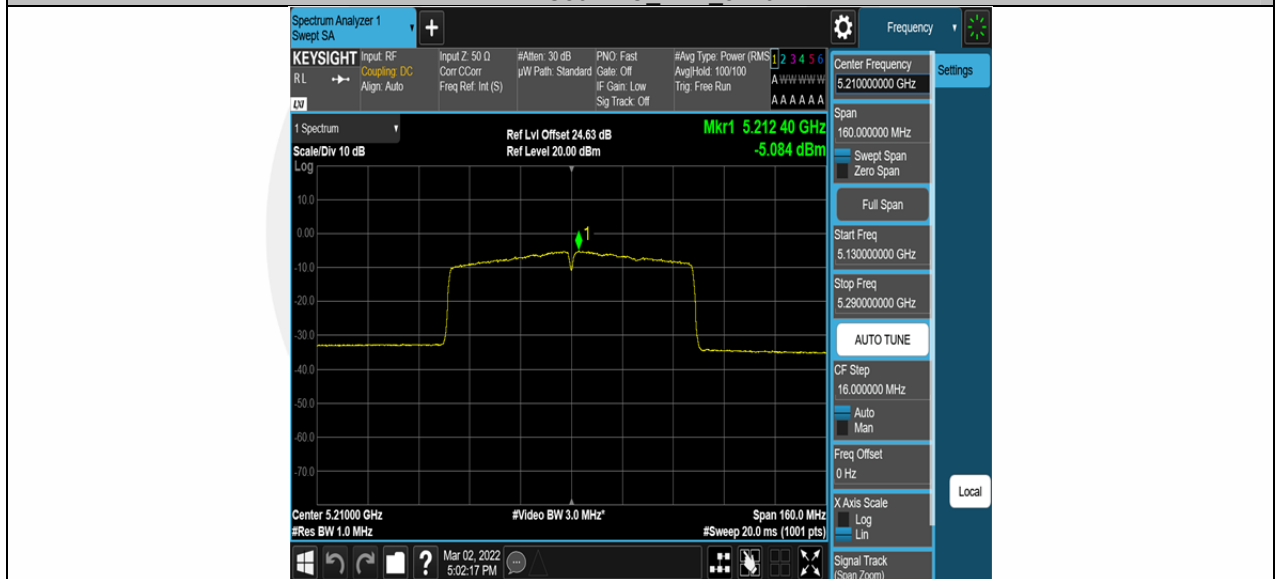 Spectrum Analyzer 1
Swept SA
+
Frequency
KEYSIGHT
RL
LXI
Input: RF
Coupling: DC
Align: Auto
Input Z: 50 Ω
Corr CCorr
Freq Ref: Int (S)
#Atten: 30 dB
µW Path: Standard
PNO: Fast
Gate: Off
IF Gain: Low
Sig Track: Off
#Avg Type: Power (RMS
Avg|Hold: 100/100
Trig: Free Run
1 2 3 4 5 6
A W W W W W
A A A A A A
1 Spectrum
Scale/Div 10 dB
Ref Lvl Offset 24.63 dB
Ref Level 20.00 dBm
Mkr1 5.212 40 GHz
-5.084 dBm
Log
10.0
0.00
-10.0
-20.0
-30.0
-40.0
-50.0
-60.0
-70.0
1
Center 5.21000 GHz
#Res BW 1.0 MHz
#Video BW 3.0 MHz*
Span 160.0 MHz
#Sweep 20.0 ms (1001 pts)
?
Mar 02, 2022
5:02:17 PM
Center Frequency
5.210000000 GHz
Span
160.000000 MHz
Swept Span
Zero Span
Full Span
Start Freq
5.130000000 GHz
Stop Freq
5.290000000 GHz
AUTO TUNE
CF Step
16.000000 MHz
Auto
Man
Freq Offset
0 Hz
X Axis Scale
Log
Lin
Signal Track
(Span Zoom)
Settings
Local